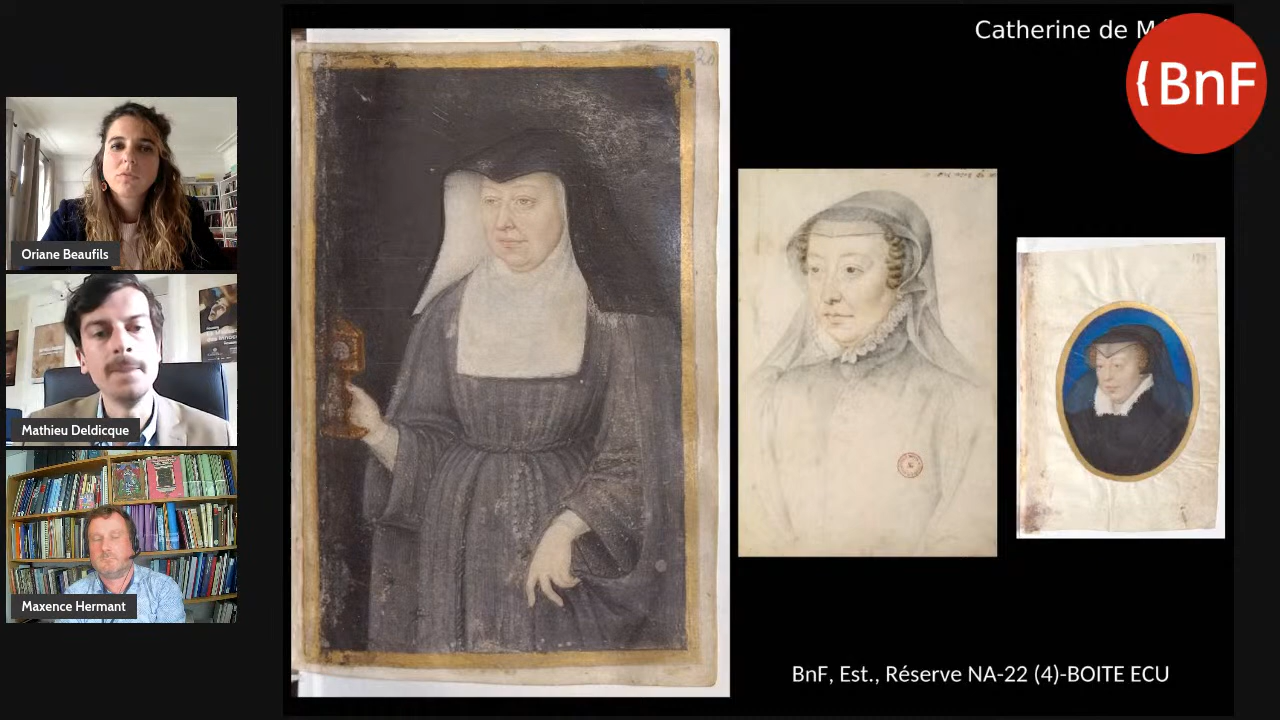 Catherine de M
{BnF
Oriane Beaufils
Mathieu Deldicque
Maxence Hermant
BnF, Est., Réserve NA-22 (4)-BOITE ECU